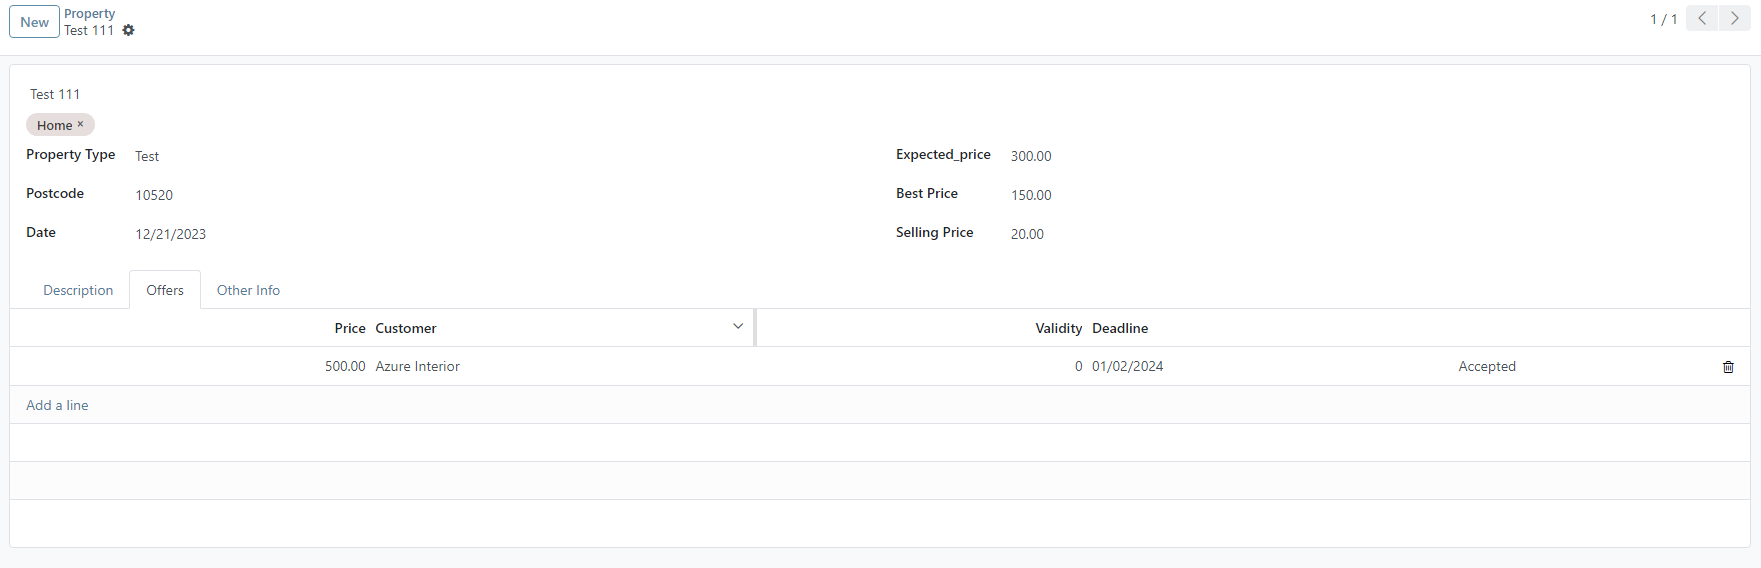 New
Property
Test 111
1 / 1
Test 111
Home ×
Property Type Test
Expected_price 300.00
Postcode 10520
Best Price 150.00
Date 12/21/2023
Selling Price 20.00
Description Offers Other Info
Price Customer Validity Deadline
500.00 Azure Interior 0 01/02/2024 Accepted
Add a line